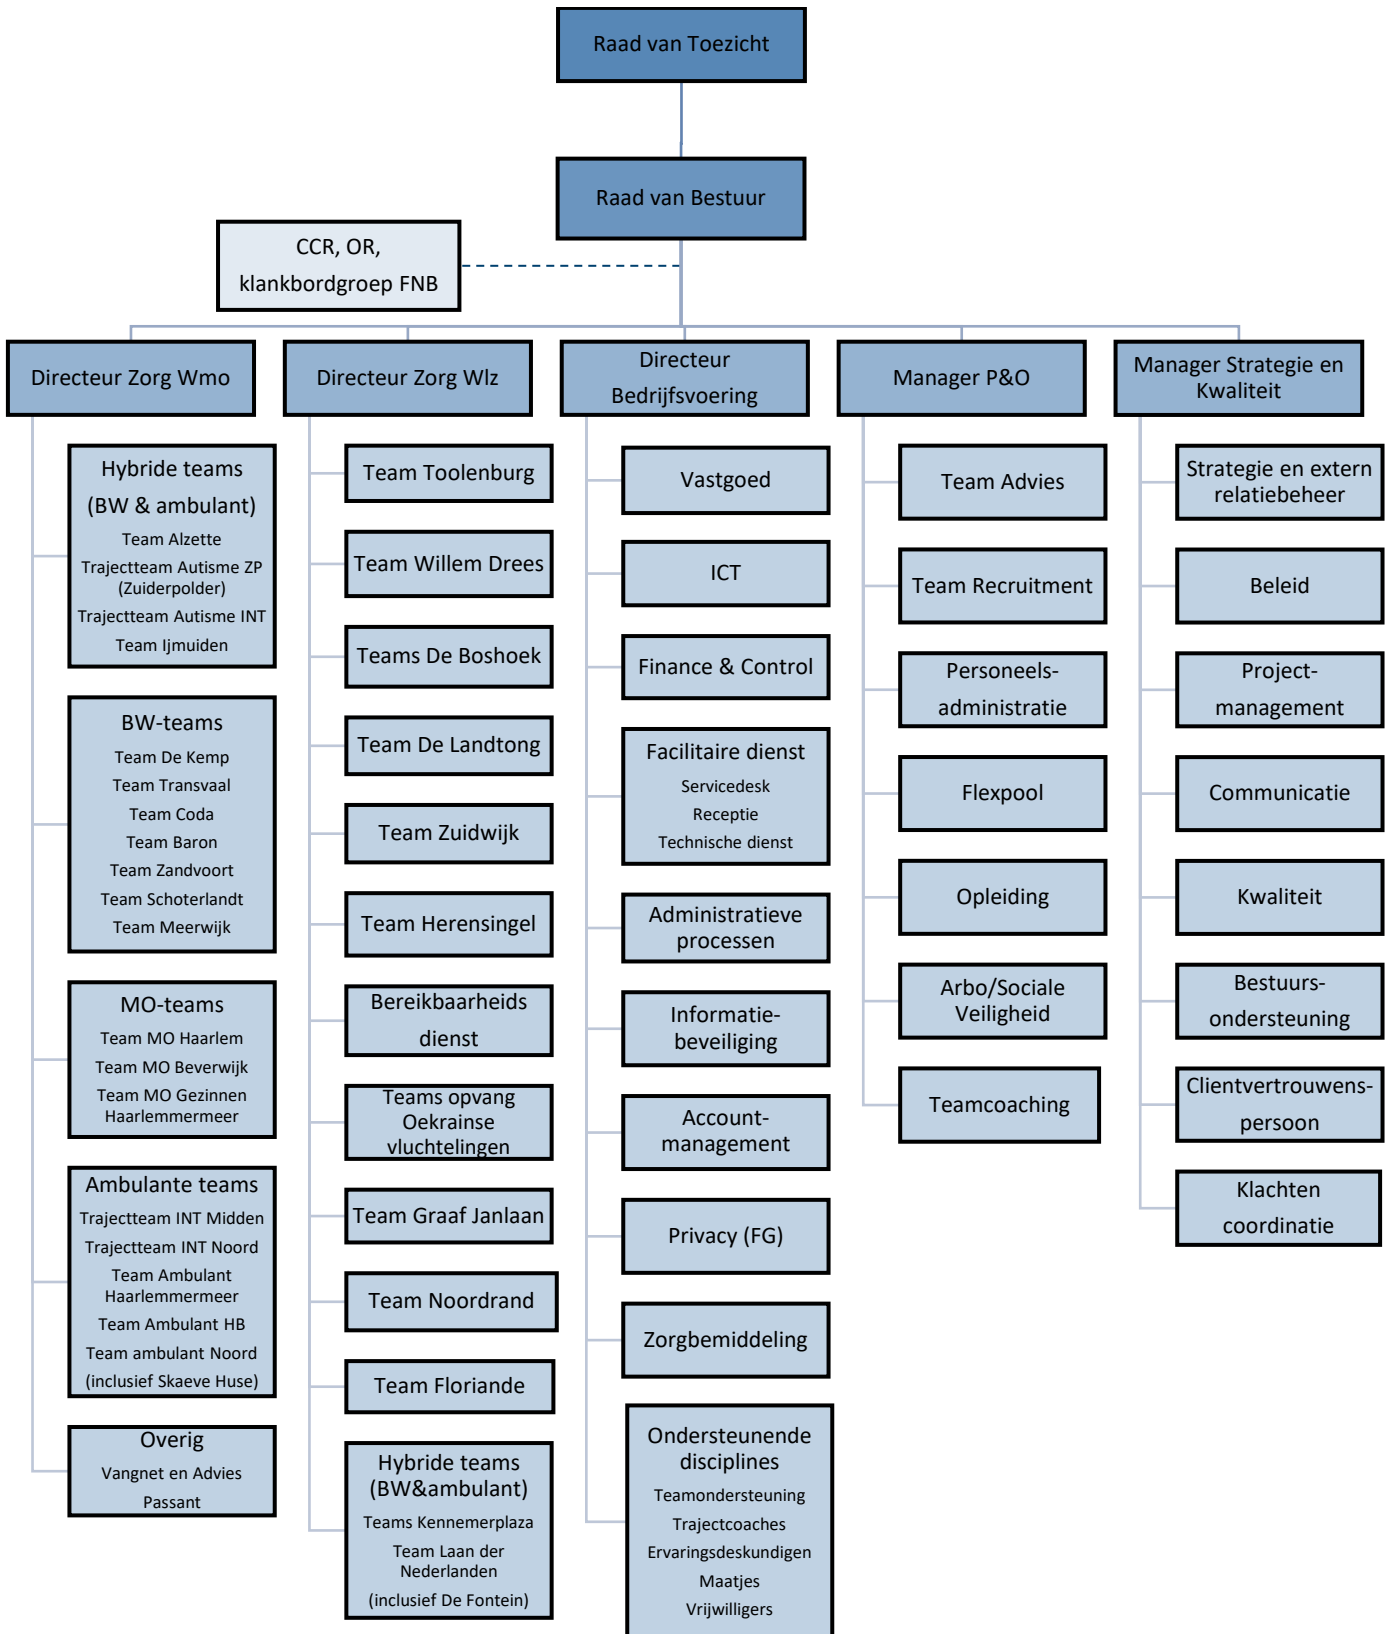 Raad van Toezicht
Raad van Bestuur
CCR, OR,
klankbordgroep FNB
Directeur Zorg Wmo
Hybride teams
(BW & ambulant)
Team Alzette
Trajectteam Autisme ZP
(Zuiderpolder)
Trajectteam Autisme INT
Team Ijmuiden
BW-teams
Team De Kemp
Team Transvaal
Team Coda
Team Baron
Team Zandvoort
Team Schoterlandt
Team Meerwijk
MO-teams
Team MO Haarlem
Team MO Beverwijk
Team MO Gezinnen
Haarlemmermeer
Ambulante teams
Trajectteam INT Midden
Trajectteam INT Noord
Team Ambulant
Haarlemmermeer
Team Ambulant HB
Team ambulant Noord
(inclusief Skaeve Huse)
Overig
Vangnet en Advies
Passant
Directeur Zorg Wlz
Team Toolenburg
Team Willem Drees
Teams De Boshoek
Team De Landtong
Team Zuidwijk
Team Herensingel
Bereikbaarheids
dienst
Teams opvang
Oekrainse
vluchtelingen
Team Graaf Janlaan
Team Noordrand
Team Floriande
Hybride teams
(BW&ambulant)
Teams Kennemerplaza
Team Laan der
Nederlanden
(inclusief De Fontein)
Directeur
Bedrijfsvoering
Vastgoed
ICT
Finance & Control
Facilitaire dienst
Servicedesk
Receptie
Technische dienst
Administratieve
processen
Informatie-
beveiliging
Account-
management
Privacy (FG)
Zorgbemiddeling
Ondersteunende
disciplines
Teamondersteuning
Trajectcoaches
Ervaringsdeskundigen
Maatjes
Vrijwilligers
Manager P&O
Team Advies
Team Recruitment
Personeels-
administratie
Flexpool
Opleiding
Arbo/Sociale
Veiligheid
Teamcoaching
Manager Strategie en
Kwaliteit
Strategie en extern
relatiebeheer
Beleid
Project-
management
Communicatie
Kwaliteit
Bestuurs-
ondersteuning
Clientvertrouwens-
persoon
Klachten
coordinatie